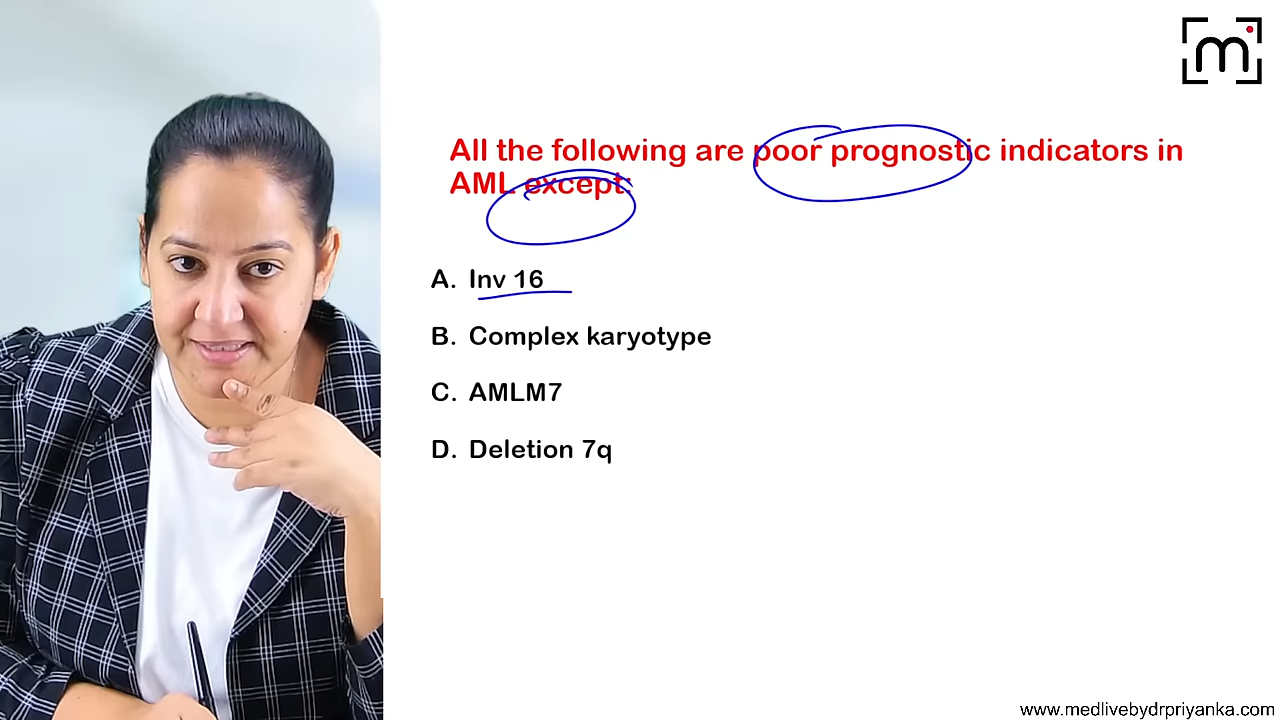 m
All the following are poor prognostic indicators in
AML except:
A. Inv 16
B. Complex karyotype
C. AMLM7
D. Deletion 7q
www.medlivebydrpriyanka.com